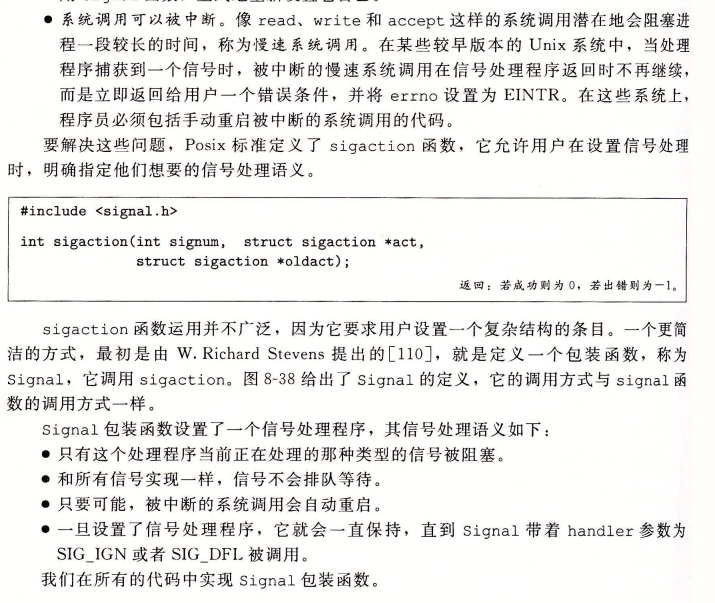 ● 系统调用可以被中断。像 read、write 和 accept 这样的系统调用潜在地会阻塞进
程一段较长的时间，称为慢速系统调用。在某些较早版本的 Unix 系统中，当处理
程序捕获到一个信号时，被中断的慢速系统调用在信号处理程序返回时不再继续，
而是立即返回给用户一个错误条件，并将 errno 设置为 EINTR。在这些系统上，
程序员必须包括手动重启被中断的系统调用的代码。
要解决这些问题，Posix 标准定义了 sigaction 函数，它允许用户在设置信号处理
时，明确指定他们想要的信号处理语义。
#include <signal.h>
int sigaction(int signum, struct sigaction *act,
struct sigaction *oldact);
返回：若成功则为 0，若出错则为－1。
sigaction 函数运用并不广泛，因为它要求用户设置一个复杂结构的条目。一个更简
洁的方式，最初是由 W. Richard Stevens 提出的[110]，就是定义一个包装函数，称为
Signal，它调用 sigaction。图 8-38 给出了 Signal 的定义，它的调用方式与 signal 函
数的调用方式一样。
Signal 包装函数设置了一个信号处理程序，其信号处理语义如下：
● 只有这个处理程序当前正在处理的那种类型的信号被阻塞。
● 和所有信号实现一样，信号不会排队等待。
● 只要可能，被中断的系统调用会自动重启。
● 一旦设置了信号处理程序，它就会一直保持，直到 Signal 带着 handler 参数为
SIG_IGN 或者 SIG_DFL 被调用。
我们在所有的代码中实现 Signal 包装函数。